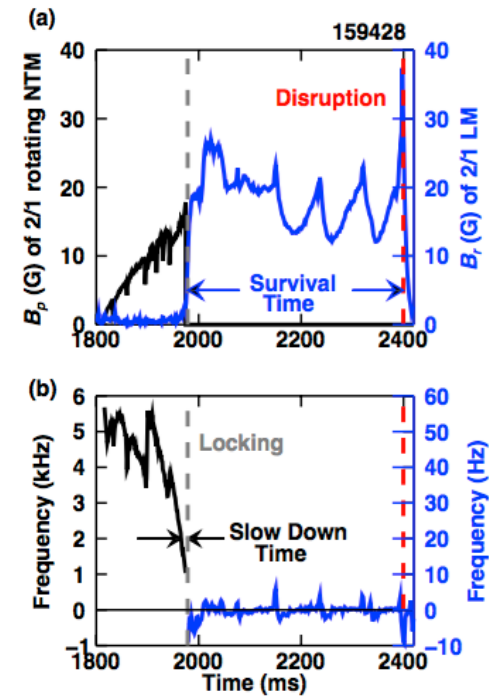 (a)
159428
40
30
20
10
0
Bp (G) of 2/1 rotating NTM
Disruption
Survival
Time
40
30
20
10
0
Br (G) of 2/1 LM
1800 2000 2200 2400
(b)
6
5
4
3
2
1
0
−1
Frequency (kHz)
Locking
Slow Down
Time
60
50
40
30
20
10
0
−10
Frequency (Hz)
1800 2000 2200 2400
Time (ms)